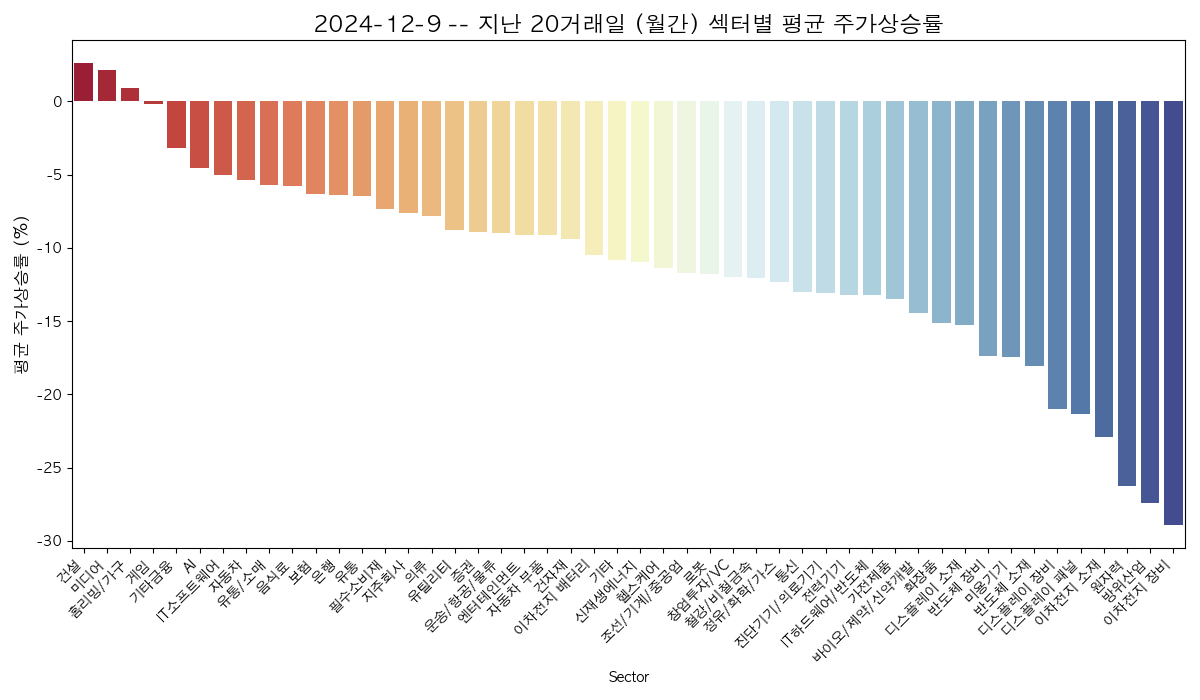 2024-12-9 -- 지난 20거래일 (월간) 섹터별 평균 주가상승률
평균 주가상승률 (%)
0
-5
-10
-15
-20
-25
-30
건설
미디어
홈리빙/가구
게임
기타금융
AI
IT소프트웨어
자동차
유통/소매
음식료
보험
은행
유통
필수소비재
지주회사
의류
유틸리티
증권
운송/항공/물류
엔터테인먼트
자동차 부품
건자재
이차전지 배터리
기타
신재생에너지
헬스케어
조선/기계/중공업
로봇
창업투자/VC
철강/비철금속
정유/화학/가스
통신
진단기기/의료기기
전력기기
IT하드웨어/반도체
가전제품
바이오/제약/신약개발
화장품
디스플레이 소재
반도체 장비
미용기기
반도체 소재
디스플레이 장비
디스플레이 패널
이차전지 소재
원자력
방위산업
이차전지 장비
Sector